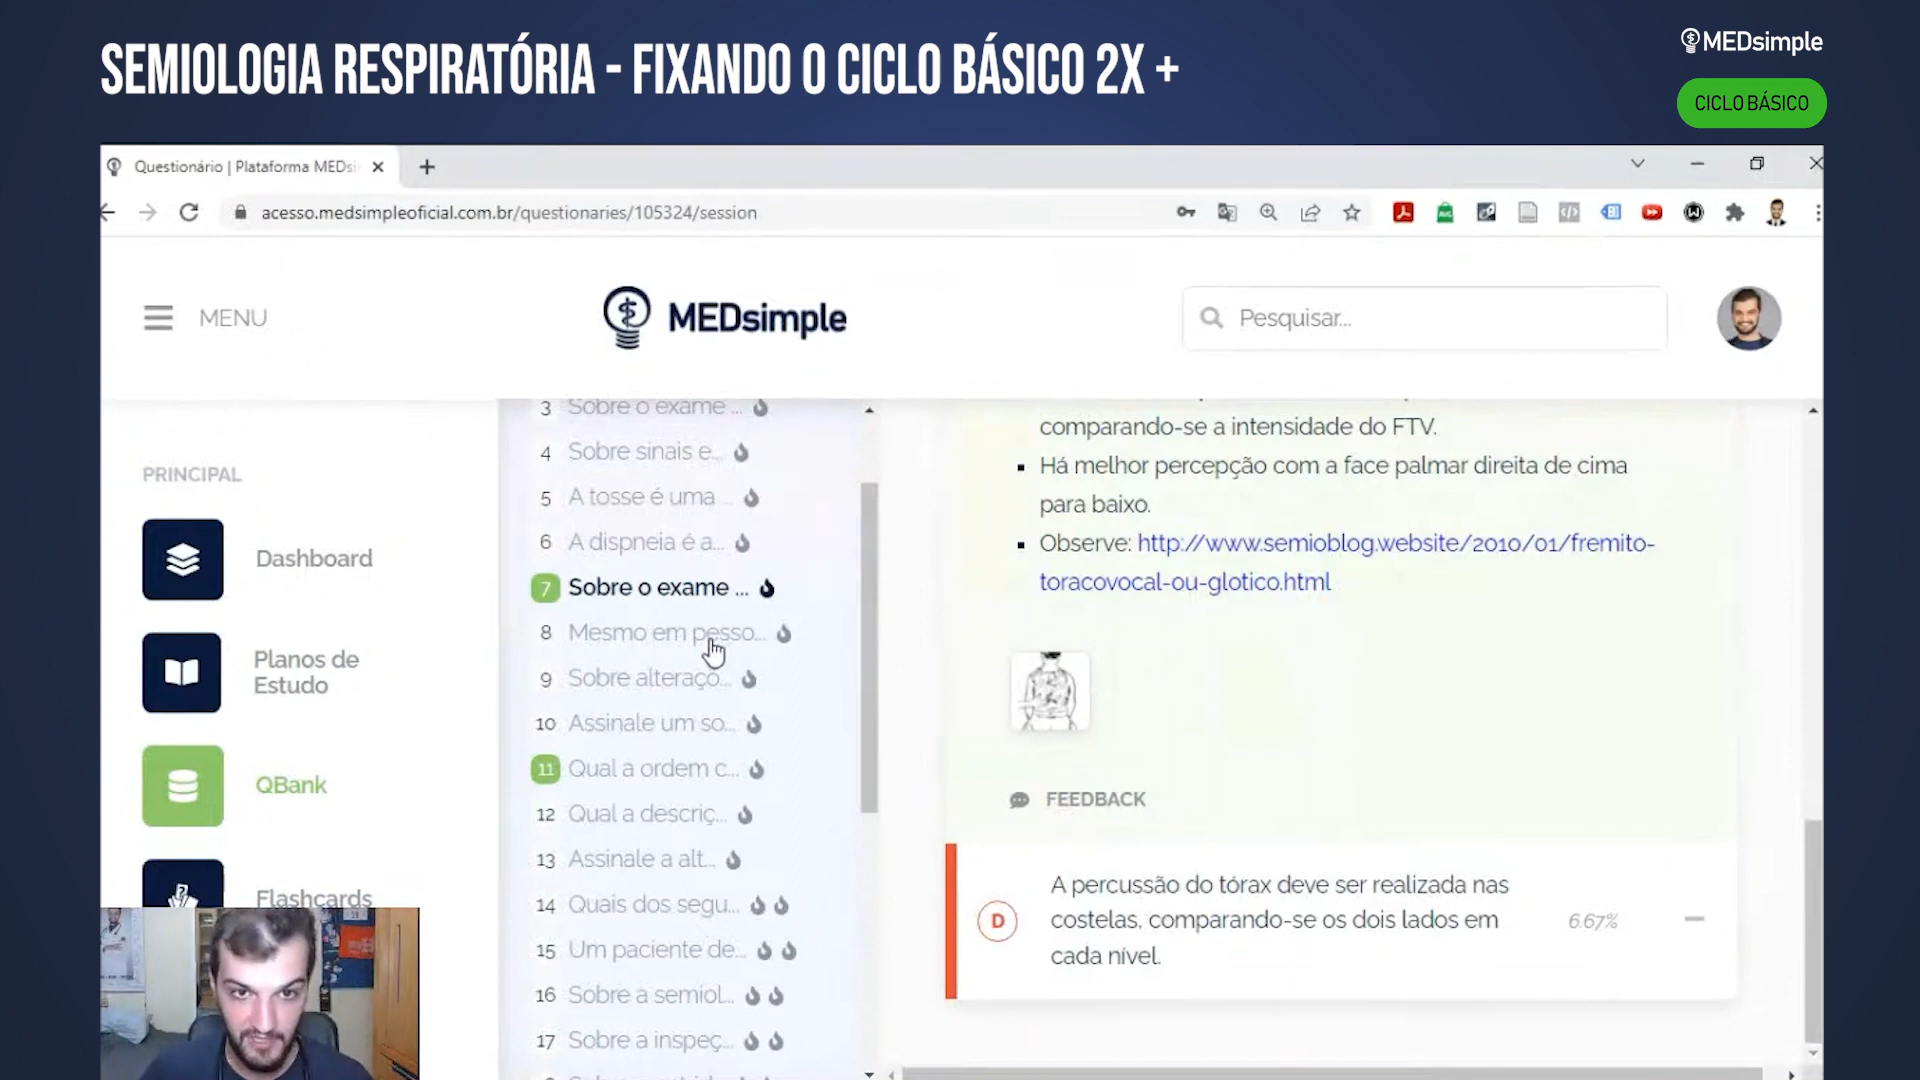 SEMIOLOGIA RESPIRATÓRIA - FIXANDO O CICLO BÁSICO 2X +
MEDsimple
CICLO BÁSICO
Questionário | Plataforma MEDsi
acesso.medsimpleoficial.com.br/questionaries/105324/session
MENU
MEDsimple
Pesquisar...
PRINCIPAL
Dashboard
Planos de
Estudo
QBank
Flashcards
3 Sobre o exame ...
4 Sobre sinais e...
5 A tosse é uma ...
6 A dispneia é a...
7 Sobre o exame ...
8 Mesmo em pesso...
9 Sobre alteraço...
10 Assinale um so...
11 Qual a ordem c...
12 Qual a descriç...
13 Assinale a alt...
14 Quais dos segu...
15 Um paciente de...
16 Sobre a semiol...
17 Sobre a inspeç...
comparando-se a intensidade do FTV.
Há melhor percepção com a face palmar direita de cima
para baixo.
Observe: http://www.semioblog.website/2010/01/fremito-
toracovocal-ou-glotico.html
FEEDBACK
D
A percussão do tórax deve ser realizada nas
costelas, comparando-se os dois lados em
cada nível.
6.67%